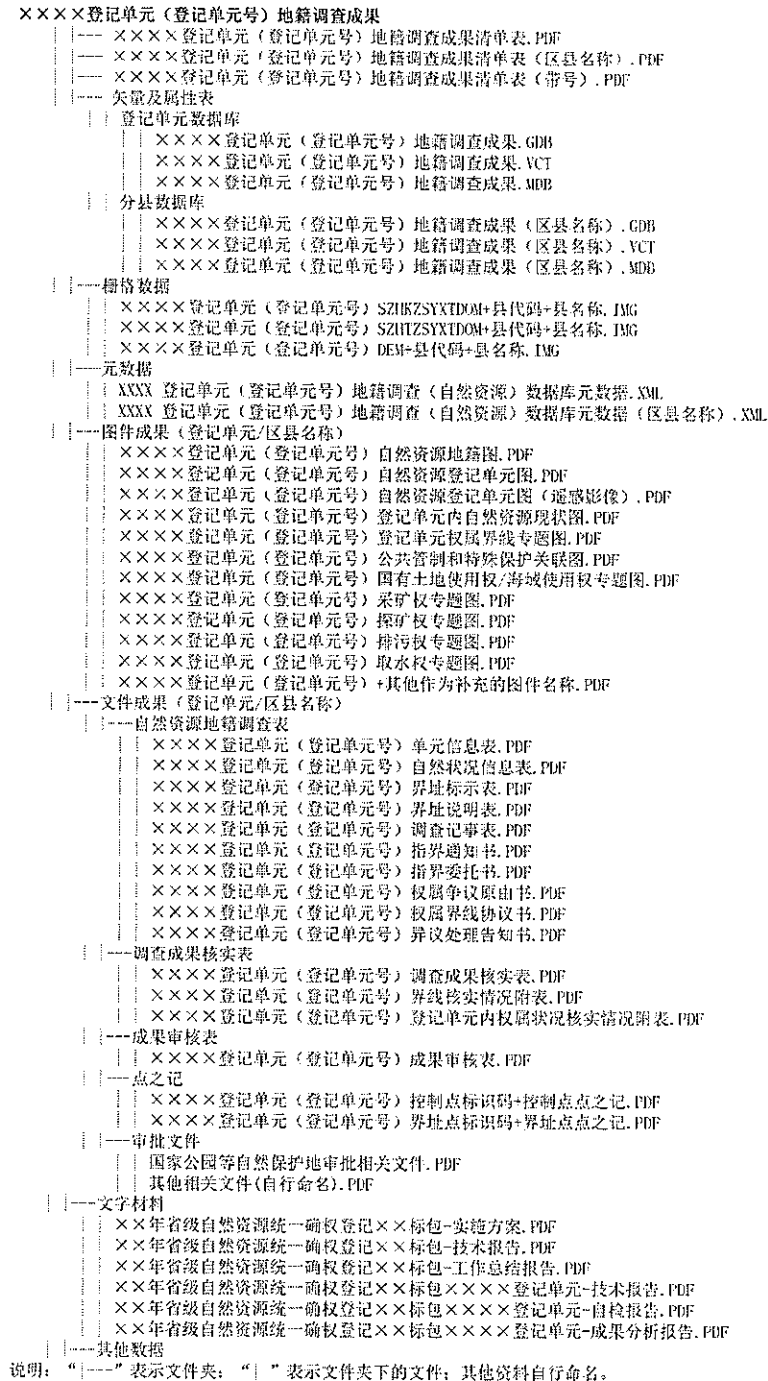 ××××登记单元（登记单元号）地籍调查成果
| |--- ××××登记单元（登记单元号）地籍调查成果清单表.PDF
| |--- ××××登记单元（登记单元号）地籍调查成果清单表（区县名称）.PDF
| |--- ××××登记单元（登记单元号）地籍调查成果清单表（带号）.PDF
| |--- 矢量及属性表
| | 登记单元数据库
| | ××××登记单元（登记单元号）地籍调查成果.GDB
| | ××××登记单元（登记单元号）地籍调查成果.VCT
| | ××××登记单元（登记单元号）地籍调查成果.MDB
| | 分县数据库
| | ××××登记单元（登记单元号）地籍调查成果（区县名称）.GDB
| | ××××登记单元（登记单元号）地籍调查成果（区县名称）.VCT
| | ××××登记单元（登记单元号）地籍调查成果（区县名称）.MDB
| |---栅格数据
| | ××××登记单元（登记单元号）SZHKZSYXTDOM+县代码+县名称.IMG
| | ××××登记单元（登记单元号）SZHTZSYXTDOM+县代码+县名称.IMG
| | ××××登记单元（登记单元号）DEM+县代码+县名称.IMG
| |---元数据
| | XXXX 登记单元（登记单元号）地籍调查（自然资源）数据库元数据.XML
| | XXXX 登记单元（登记单元号）地籍调查（自然资源）数据库元数据（区县名称）.XML
| |---图件成果（登记单元/区县名称）
| | ××××登记单元（登记单元号）自然资源地籍图.PDF
| | ××××登记单元（登记单元号）自然资源登记单元图.PDF
| | ××××登记单元（登记单元号）自然资源登记单元图（遥感影像）.PDF
| | ××××登记单元（登记单元号）登记单元内自然资源现状图.PDF
| | ××××登记单元（登记单元号）登记单元权属界线专题图.PDF
| | ××××登记单元（登记单元号）公共管制和特殊保护关联图.PDF
| | ××××登记单元（登记单元号）国有土地使用权/海域使用权专题图.PDF
| | ××××登记单元（登记单元号）采矿权专题图.PDF
| | ××××登记单元（登记单元号）探矿权专题图.PDF
| | ××××登记单元（登记单元号）排污权专题图.PDF
| | ××××登记单元（登记单元号）取水权专题图.PDF
| | ××××登记单元（登记单元号）+其他作为补充的图件名称.PDF
| |---文件成果（登记单元/区县名称）
| |---自然资源地籍调查表
| | ××××登记单元（登记单元号）单元信息表.PDF
| | ××××登记单元（登记单元号）自然状况信息表.PDF
| | ××××登记单元（登记单元号）界址标示表.PDF
| | ××××登记单元（登记单元号）界址说明表.PDF
| | ××××登记单元（登记单元号）调查记事表.PDF
| | ××××登记单元（登记单元号）指界通知书.PDF
| | ××××登记单元（登记单元号）指界委托书.PDF
| | ××××登记单元（登记单元号）权属争议原由书.PDF
| | ××××登记单元（登记单元号）权属界线协议书.PDF
| | ××××登记单元（登记单元号）异议处理告知书.PDF
| |---调查成果核实表
| | ××××登记单元（登记单元号）调查成果核实表.PDF
| | ××××登记单元（登记单元号）界线核实情况附表.PDF
| | ××××登记单元（登记单元号）登记单元内权属状况核实情况附表.PDF
| |---成果审核表
| | ××××登记单元（登记单元号）成果审核表.PDF
| |---点之记
| | ××××登记单元（登记单元号）控制点标识码+控制点点之记.PDF
| | ××××登记单元（登记单元号）界址点标识码+界址点点之记.PDF
| |---审批文件
| | 国家公园等自然保护地审批相关文件.PDF
| | 其他相关文件(自行命名).PDF
| |---文字材料
| | ××年省级自然资源统一确权登记××标包-实施方案.PDF
| | ××年省级自然资源统一确权登记××标包-技术报告.PDF
| | ××年省级自然资源统一确权登记××标包-工作总结报告.PDF
| | ××年省级自然资源统一确权登记××标包××××登记单元-技术报告.PDF
| | ××年省级自然资源统一确权登记××标包××××登记单元-自检报告.PDF
| | ××年省级自然资源统一确权登记××标包××××登记单元-成果分析报告.PDF
| |---其他数据
说明：“|---”表示文件夹；“| ”表示文件夹下的文件；其他资料自行命名。